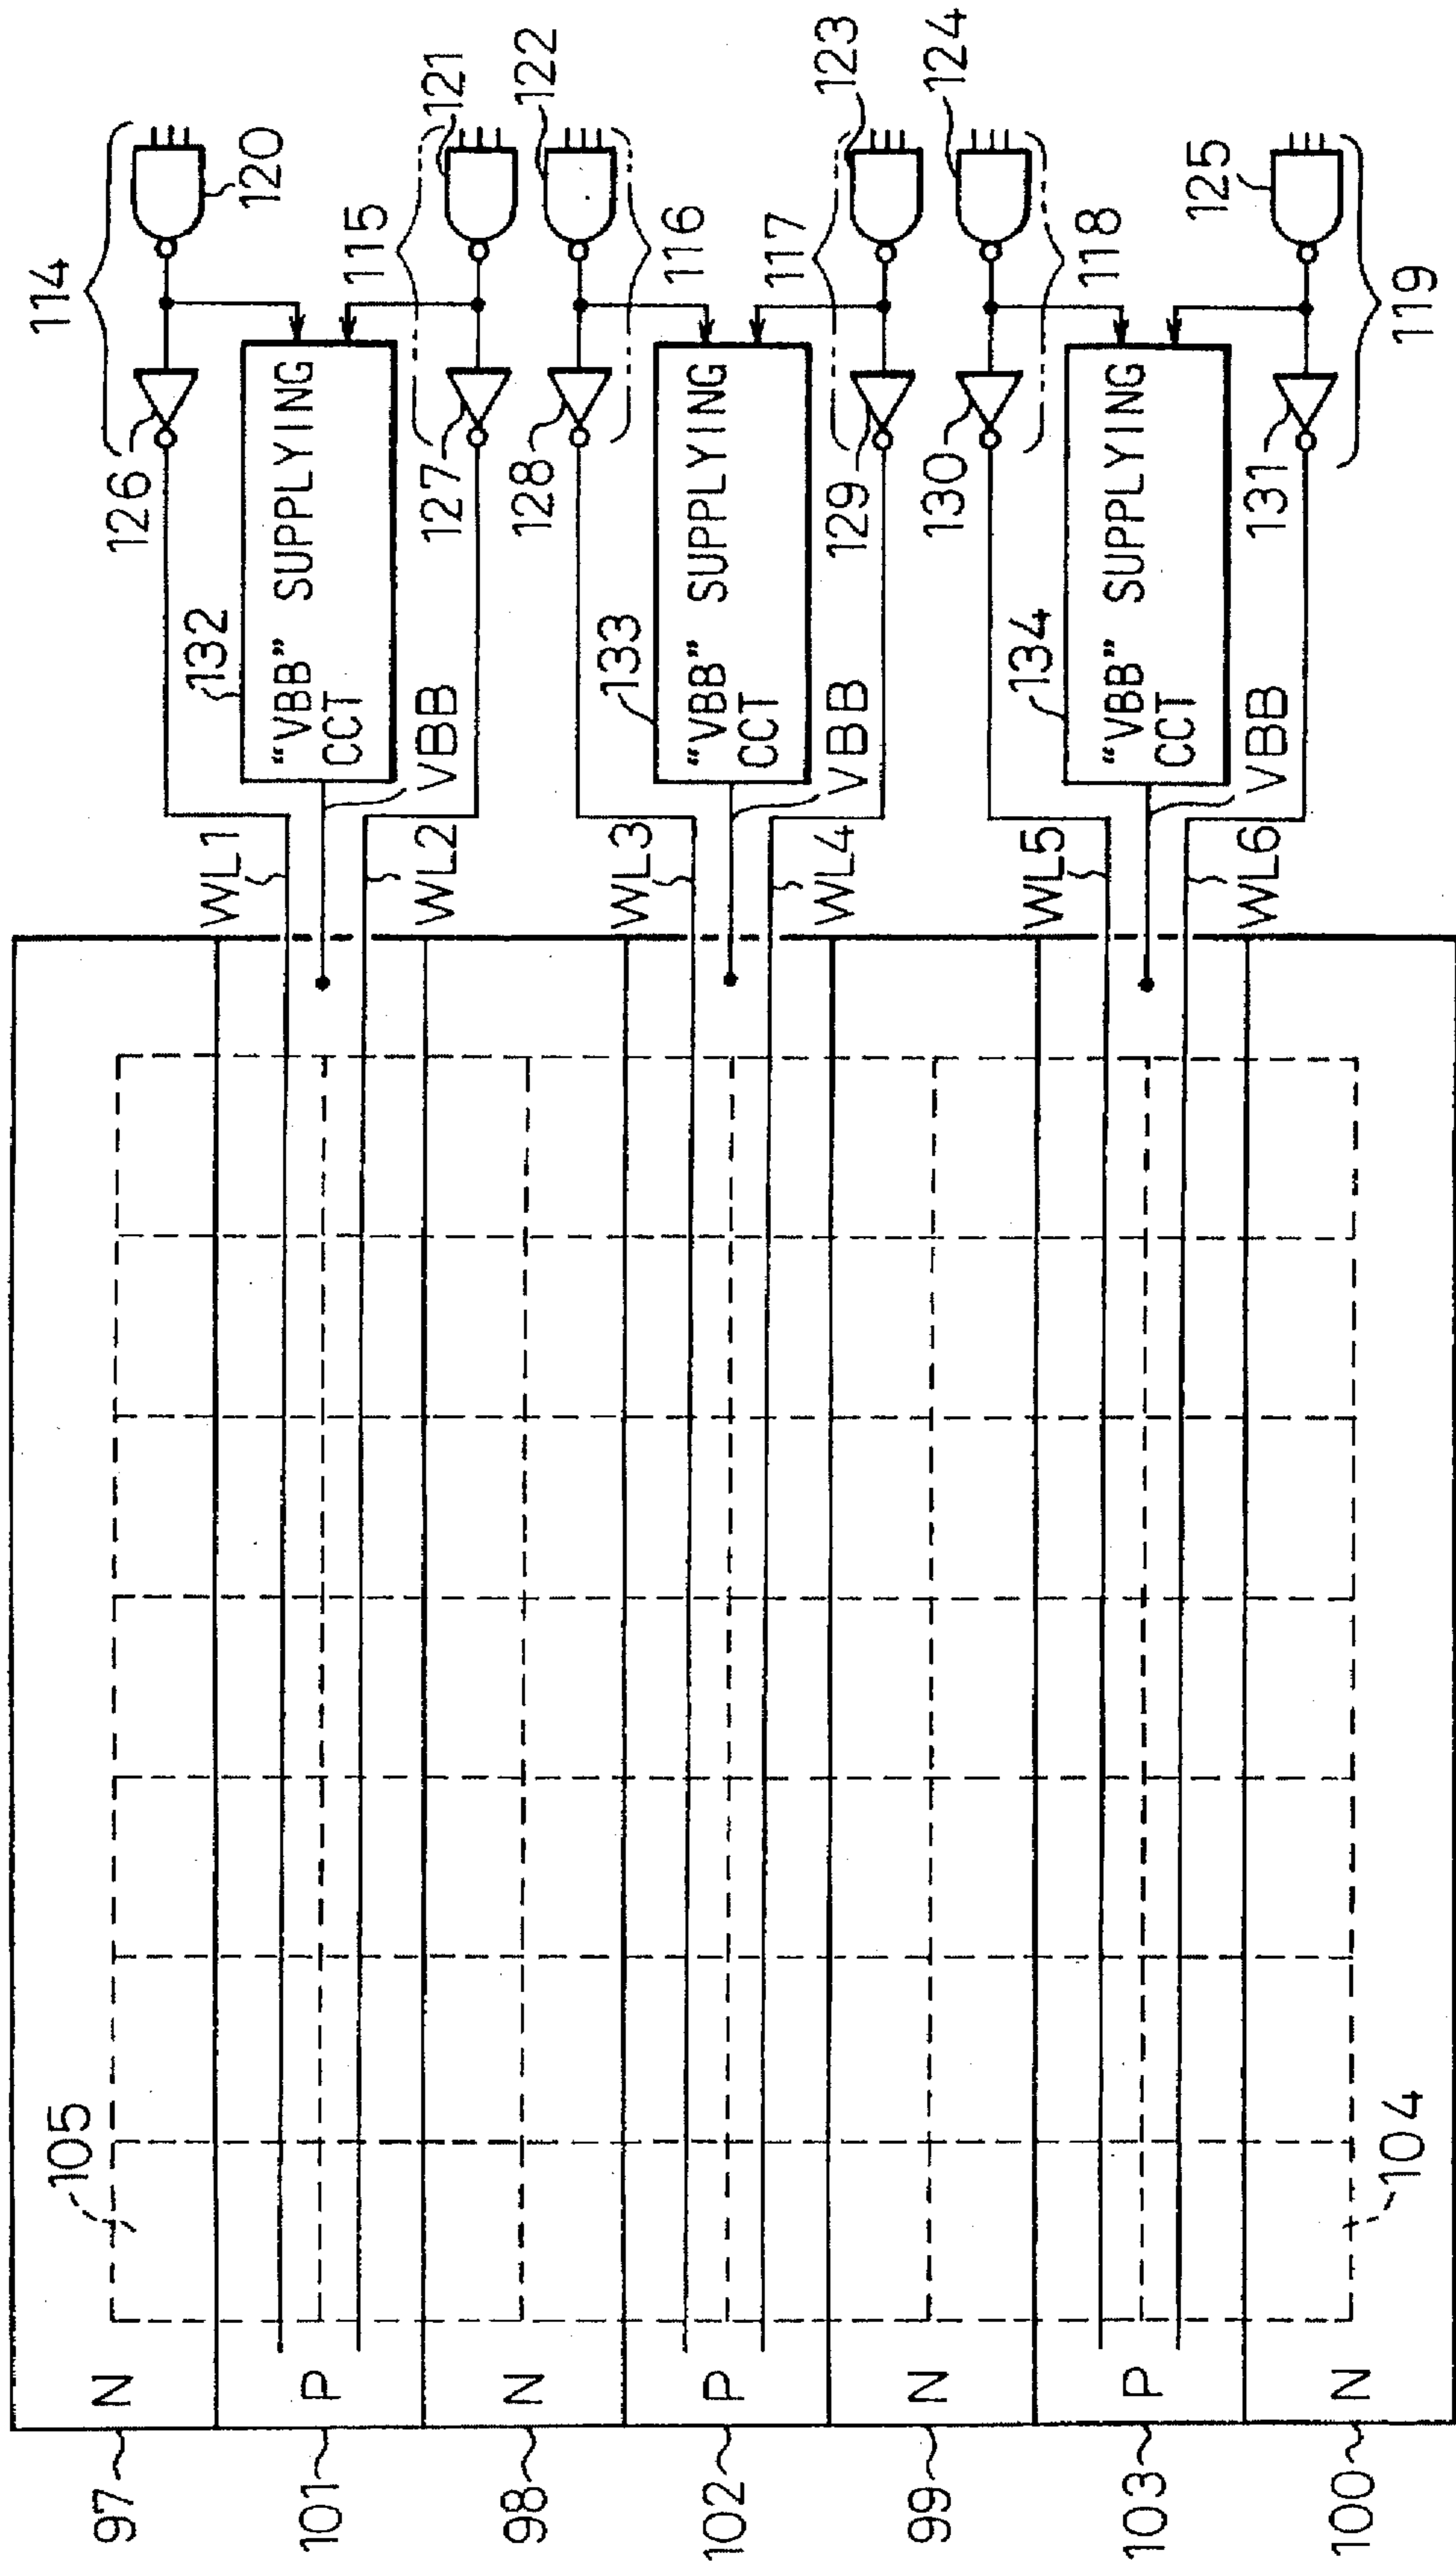 97
101
98
102
99
103
100
N
P
N
P
N
P
N
105
104
WL1
WL2
WL3
WL4
WL5
WL6
VBB
VBB
VBB
132
"VBB" SUPPLYING
CCT
133
"VBB" SUPPLYING
CCT
134
"VBB" SUPPLYING
CCT
126
127
128
129
130
131
114
115
116
117
118
119
120
121
122
123
124
125